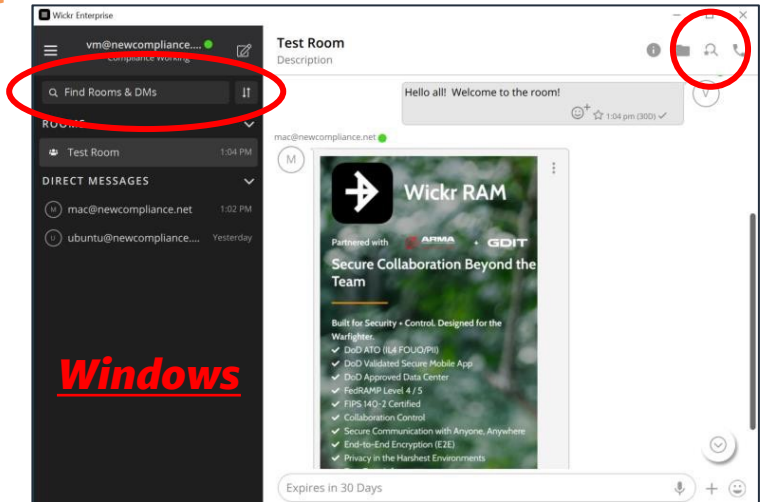 Wickr Enterprise
vm@newcompliance....
Compliance Working
Find Rooms & DMs
ROOMS
Test Room 1:04 PM
DIRECT MESSAGES
M mac@newcompliance.net 1:02 PM
U ubuntu@newcompliance.... Yesterday
Windows
Test Room
Description
Hello all! Welcome to the room!
1:04 pm (30D)
V
mac@newcompliance.net
M
Wickr RAM
Partnered with ARMA + GDIT
Secure Collaboration Beyond the
Team
Built for Security + Control. Designed for the
Warfighter.
DoD ATO (IL4 FOUO/PII)
DoD Validated Secure Mobile App
DoD Approved Data Center
FedRAMP Level 4 / 5
FIPS 140-2 Certified
Collaboration Control
Secure Communication with Anyone, Anywhere
End-to-End Encryption (E2E)
Privacy in the Harshest Environments
Expires in 30 Days